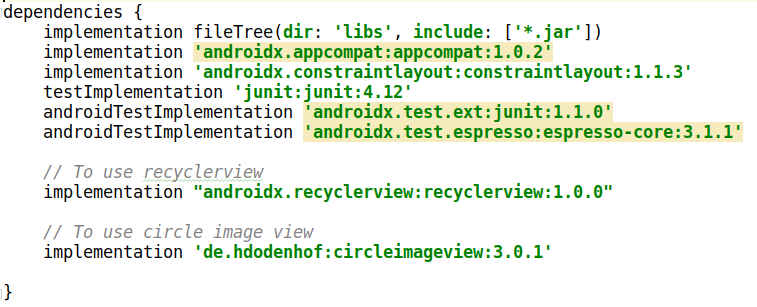 dependencies {
    implementation fileTree(dir: 'libs', include: ['*.jar'])
    implementation 'androidx.appcompat:appcompat:1.0.2'
    implementation 'androidx.constraintlayout:constraintlayout:1.1.3'
    testImplementation 'junit:junit:4.12'
    androidTestImplementation 'androidx.test.ext:junit:1.1.0'
    androidTestImplementation 'androidx.test.espresso:espresso-core:3.1.1'
    // To use recyclerview
    implementation "androidx.recyclerview:recyclerview:1.0.0"
    // To use circle image view
    implementation 'de.hdodenhof:circleimageview:3.0.1'
}